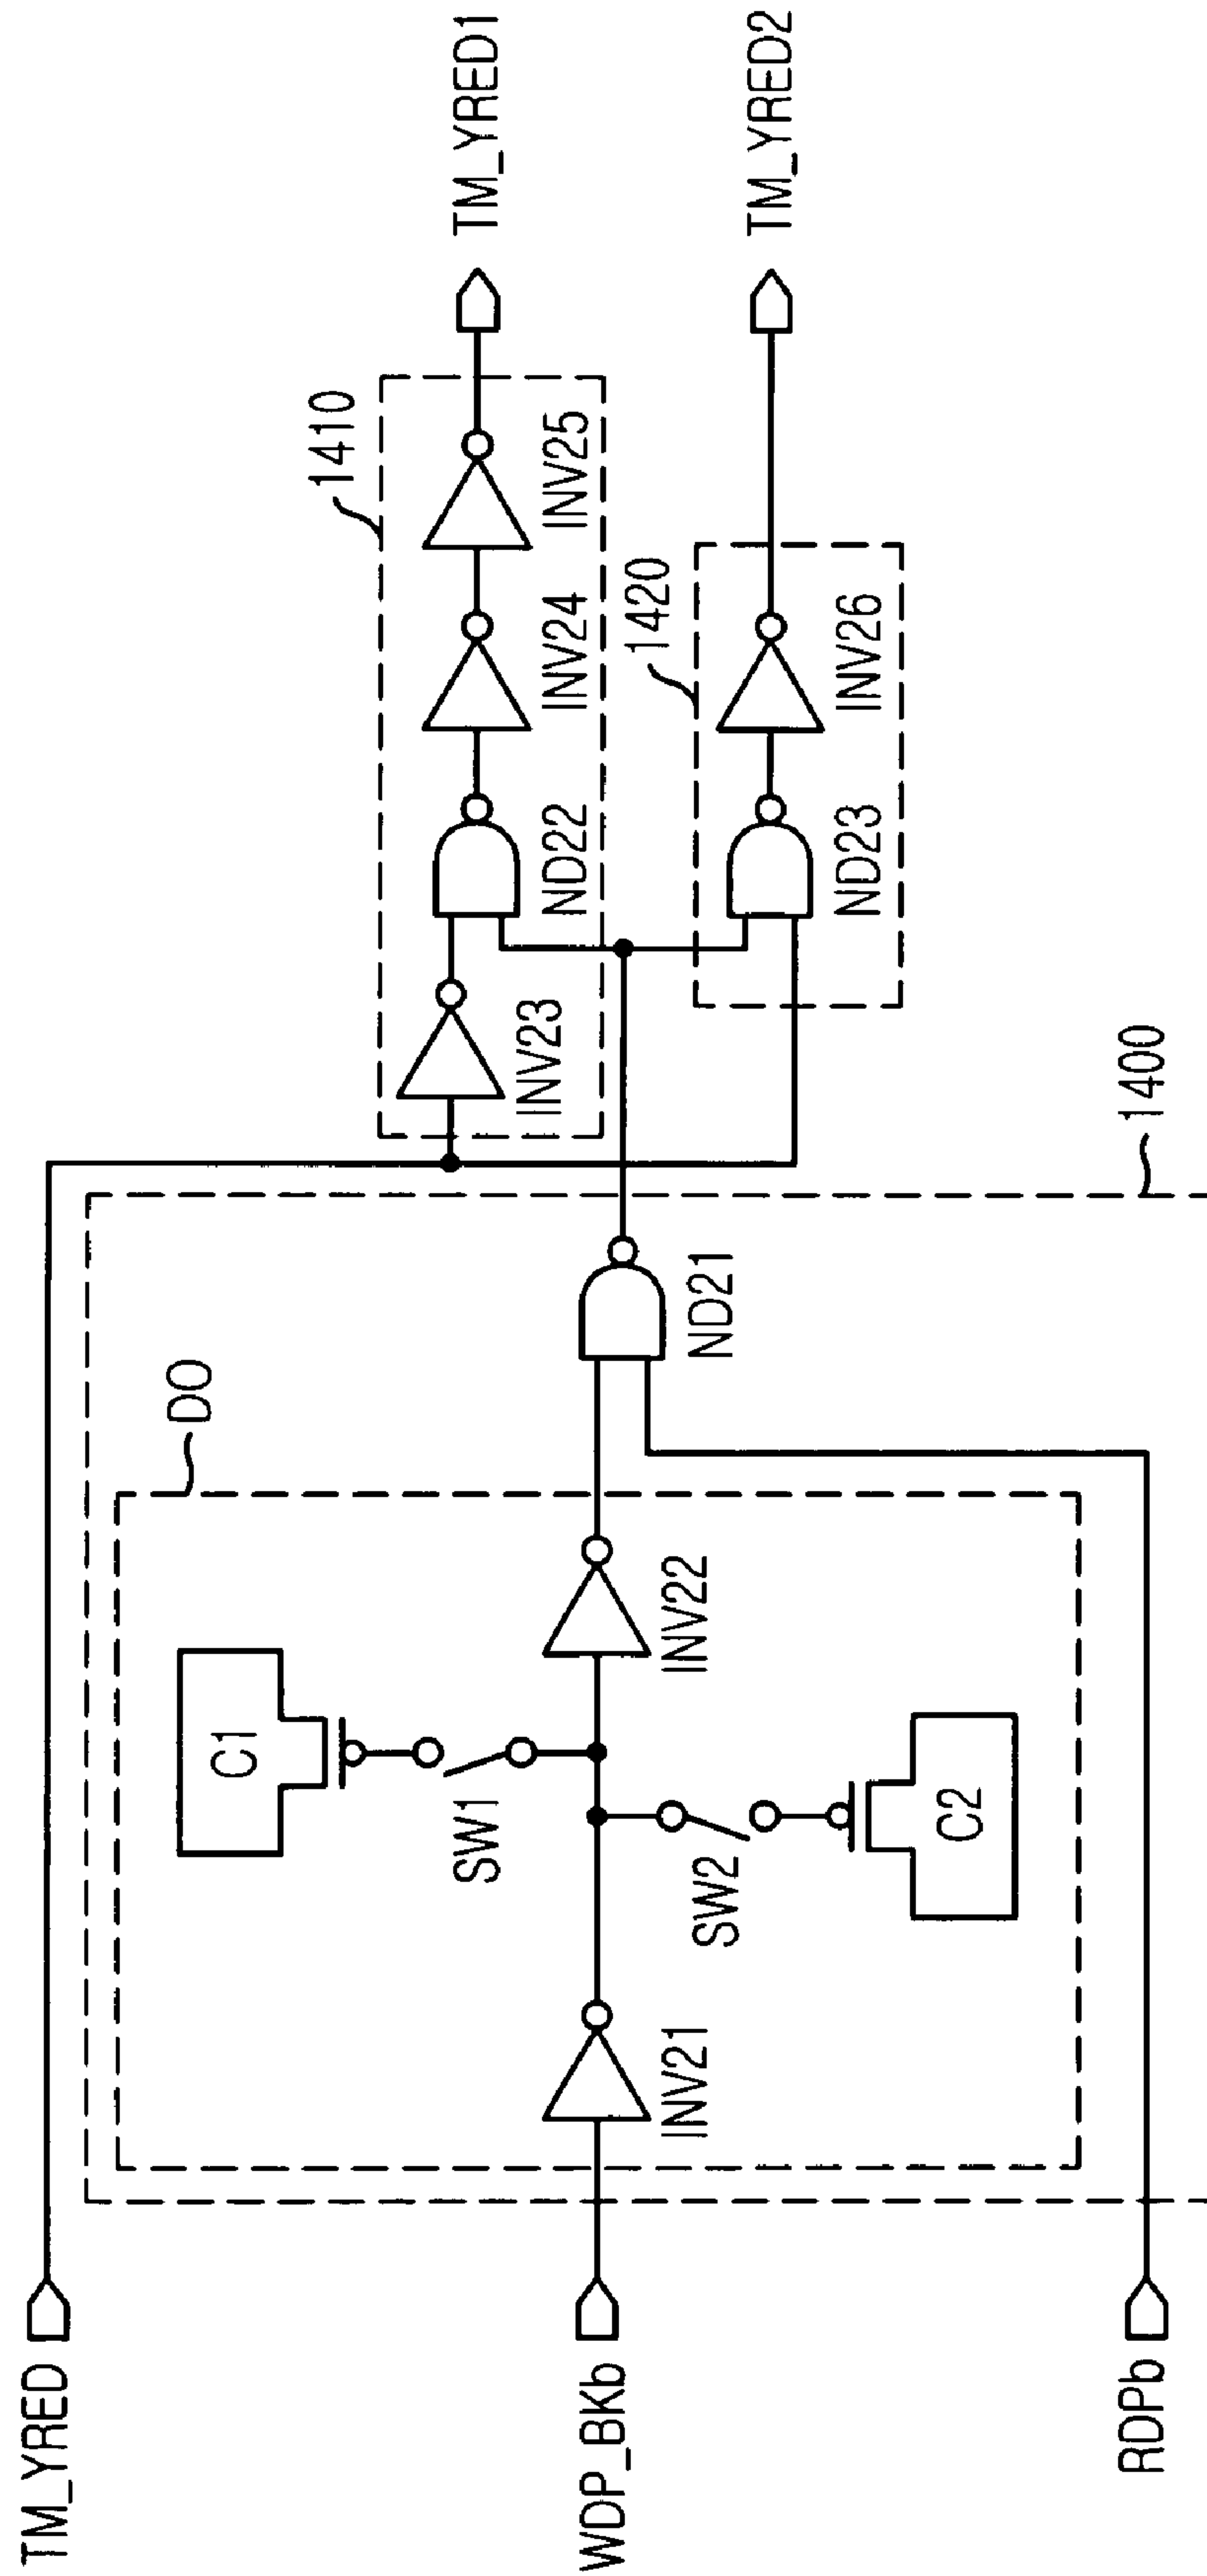 TM_YRED
WDP_BKb
RDPb
INV21
SW1
C1
SW2
C2
INV22
DO
ND21
1400
INV23
ND22
INV24
INV25
1410
ND23
INV26
1420
TM_YRED1
TM_YRED2